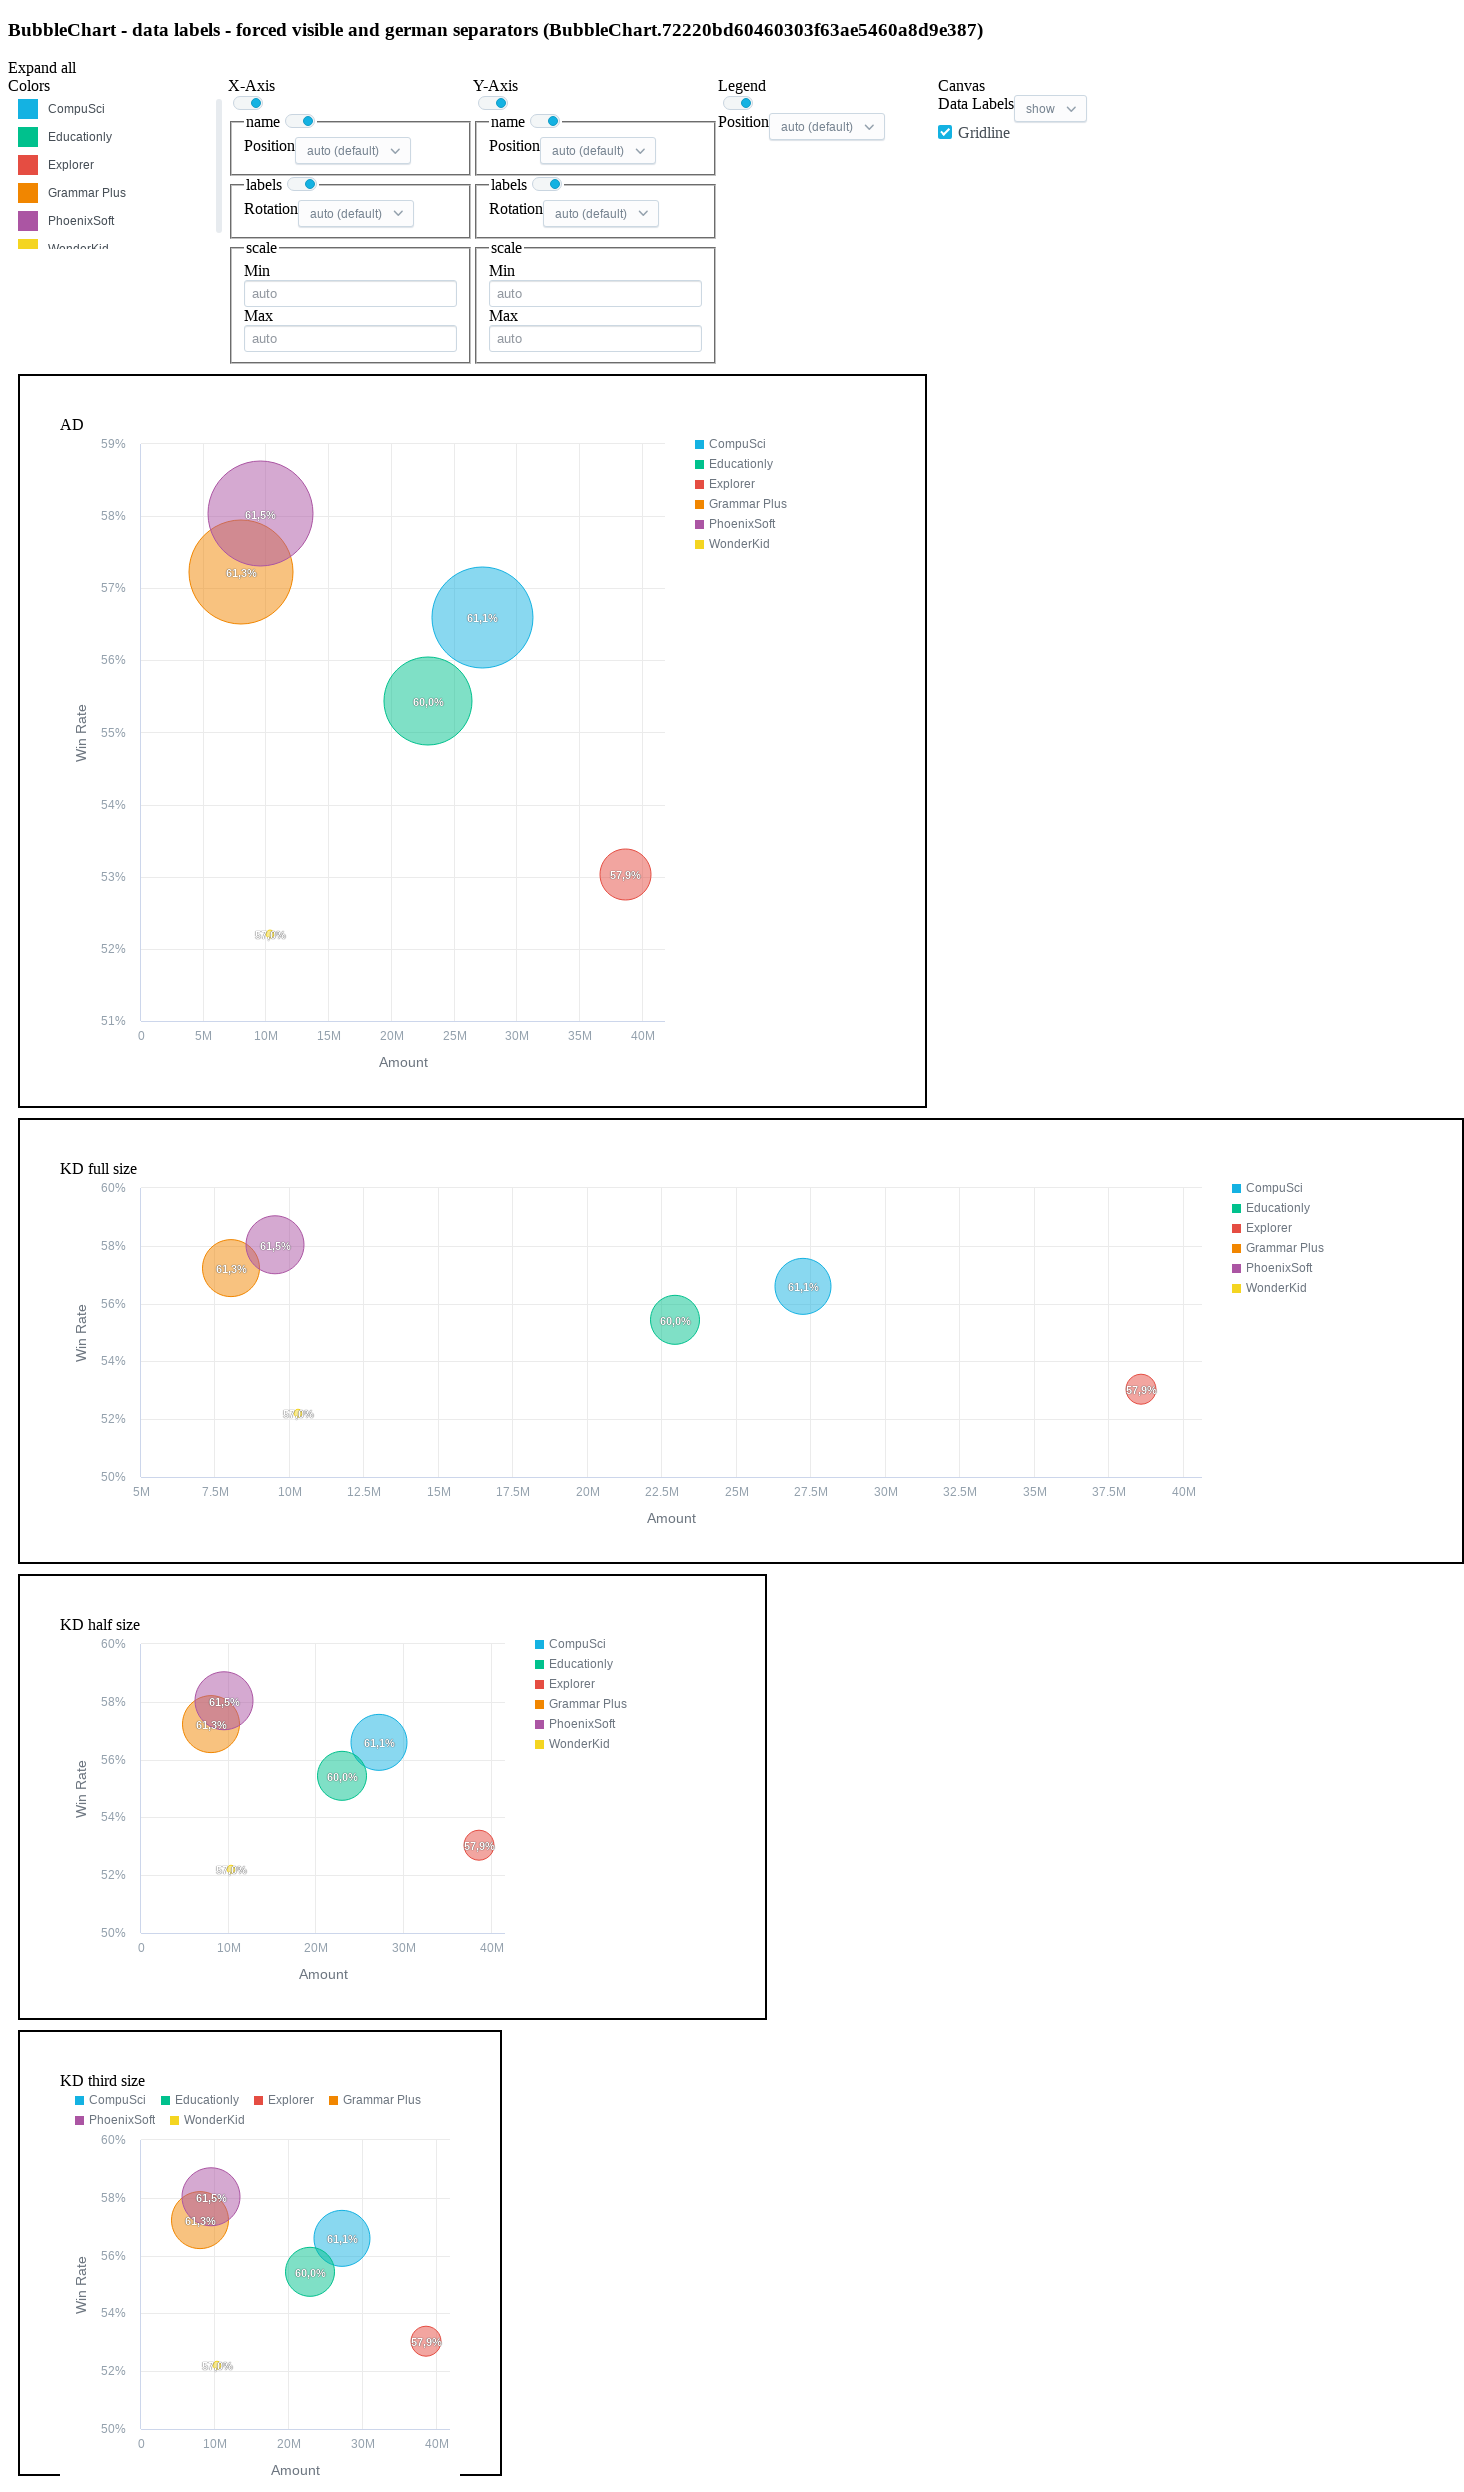 BubbleChart - data labels - forced visible and german separators (BubbleChart.72220bd60460303f63ae5460a8d9e387)
Expand all
Colors
CompuSci
Educationly
Explorer
Grammar Plus
PhoenixSoft
WonderKid
X-Axis
name
Position auto (default)
labels
Rotation auto (default)
scale
Min
auto
Max
auto
Y-Axis
name
Position auto (default)
labels
Rotation auto (default)
scale
Min
auto
Max
auto
Legend
Position auto (default)
Canvas
Data Labels show
Gridline
AD
59%
58%
57%
56%
55%
54%
53%
52%
51%
Win Rate
61,5%
61,3%
61,1%
60,0%
57,9%
57,0%
0 5M 10M 15M 20M 25M 30M 35M 40M
Amount
CompuSci
Educationly
Explorer
Grammar Plus
PhoenixSoft
WonderKid
KD full size
60%
58%
56%
54%
52%
50%
Win Rate
61,5%
61,3%
61,1%
60,0%
57,9%
57,0%
5M 7.5M 10M 12.5M 15M 17.5M 20M 22.5M 25M 27.5M 30M 32.5M 35M 37.5M 40M
Amount
CompuSci
Educationly
Explorer
Grammar Plus
PhoenixSoft
WonderKid
KD half size
60%
58%
56%
54%
52%
50%
Win Rate
61,5%
61,3%
61,1%
60,0%
57,9%
57,0%
0 10M 20M 30M 40M
Amount
CompuSci
Educationly
Explorer
Grammar Plus
PhoenixSoft
WonderKid
KD third size
CompuSci Educationly Explorer Grammar Plus
PhoenixSoft WonderKid
60%
58%
56%
54%
52%
50%
Win Rate
61,5%
61,3%
61,1%
60,0%
57,9%
57,0%
0 10M 20M 30M 40M
Amount